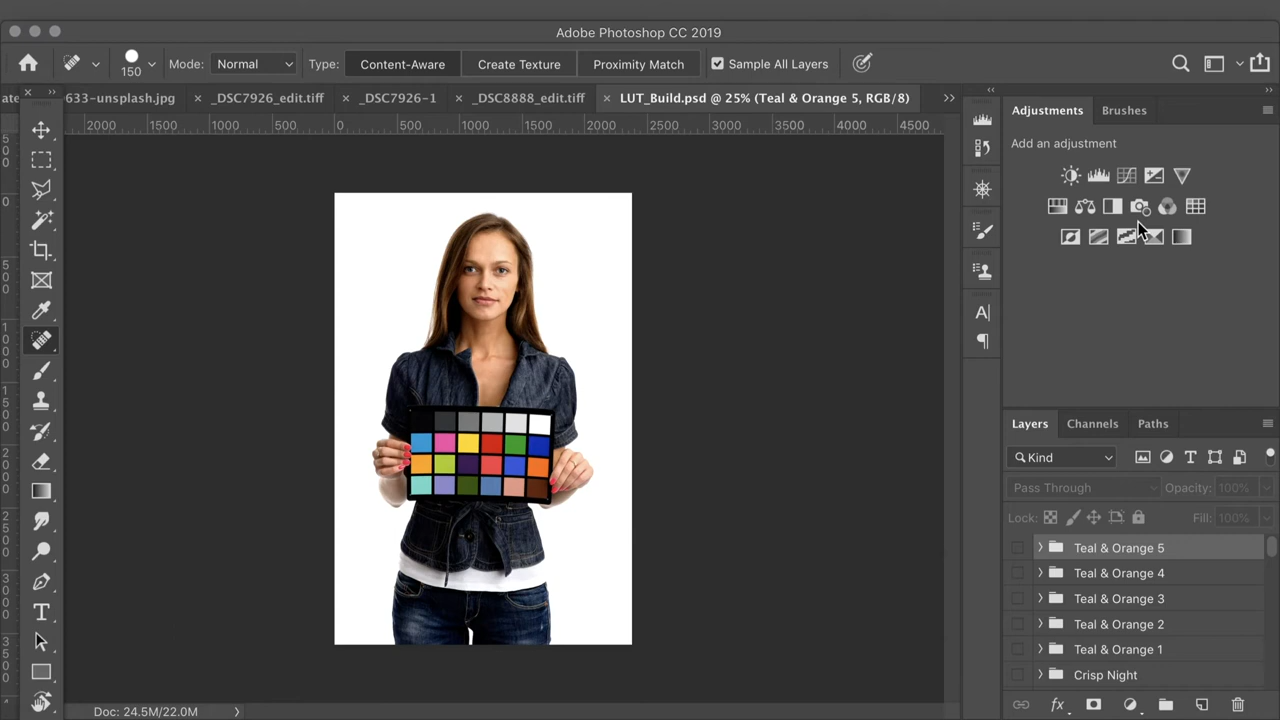 Adobe Photoshop CC 2019
150
Mode: Normal
Type: Content-Aware
Create Texture
Proximity Match
Sample All Layers
633-unsplash.jpg
_DSC7926_edit.tiff
_DSC7926-1
_DSC8888_edit.tiff
LUT_Build.psd @ 25% (Teal & Orange 5, RGB/8)
2000 1500 1000 500 0 500 1000 1500 2000 2500 3000 3500 4000 4500
Adjustments
Brushes
Add an adjustment
Layers
Channels
Paths
Kind
Pass Through
Opacity: 100%
Lock:
Fill: 100%
Teal & Orange 5
Teal & Orange 4
Teal & Orange 3
Teal & Orange 2
Teal & Orange 1
Crisp Night
fx
Doc: 24.5M/22.0M